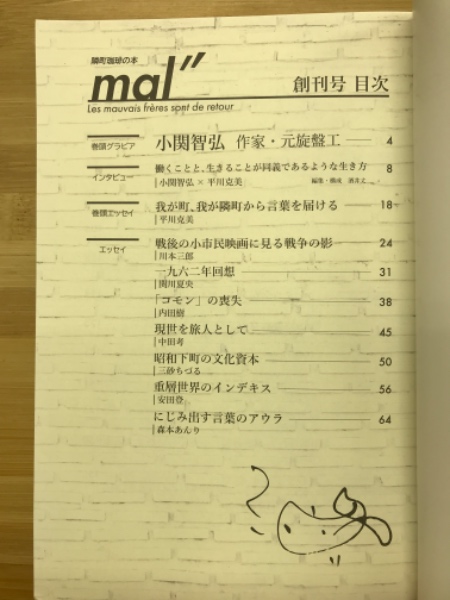 隣町珈琲の本
mal"
Les mauvais frères sont de retour
創刊号 目次
巻頭グラビア 小関智弘 作家・元旋盤工 4
インタビュー 働くことと、生きることが同義であるような生き方 8
小関智弘 × 平川克美 編集・構成
巻頭エッセイ 我が町、我が隣町から言葉を届ける 18
平川克美
エッセイ 戦後の小市民映画に見る戦争の影 24
川本三郎
一九六二年回想 31
関川夏央
「コモン」の喪失 38
内田樹
現世を旅人として 45
中田考
昭和下町の文化資本 50
三砂ちづる
重層世界のインデキス 56
安田登
にじみ出す言葉のアウラ 64
森本あんり